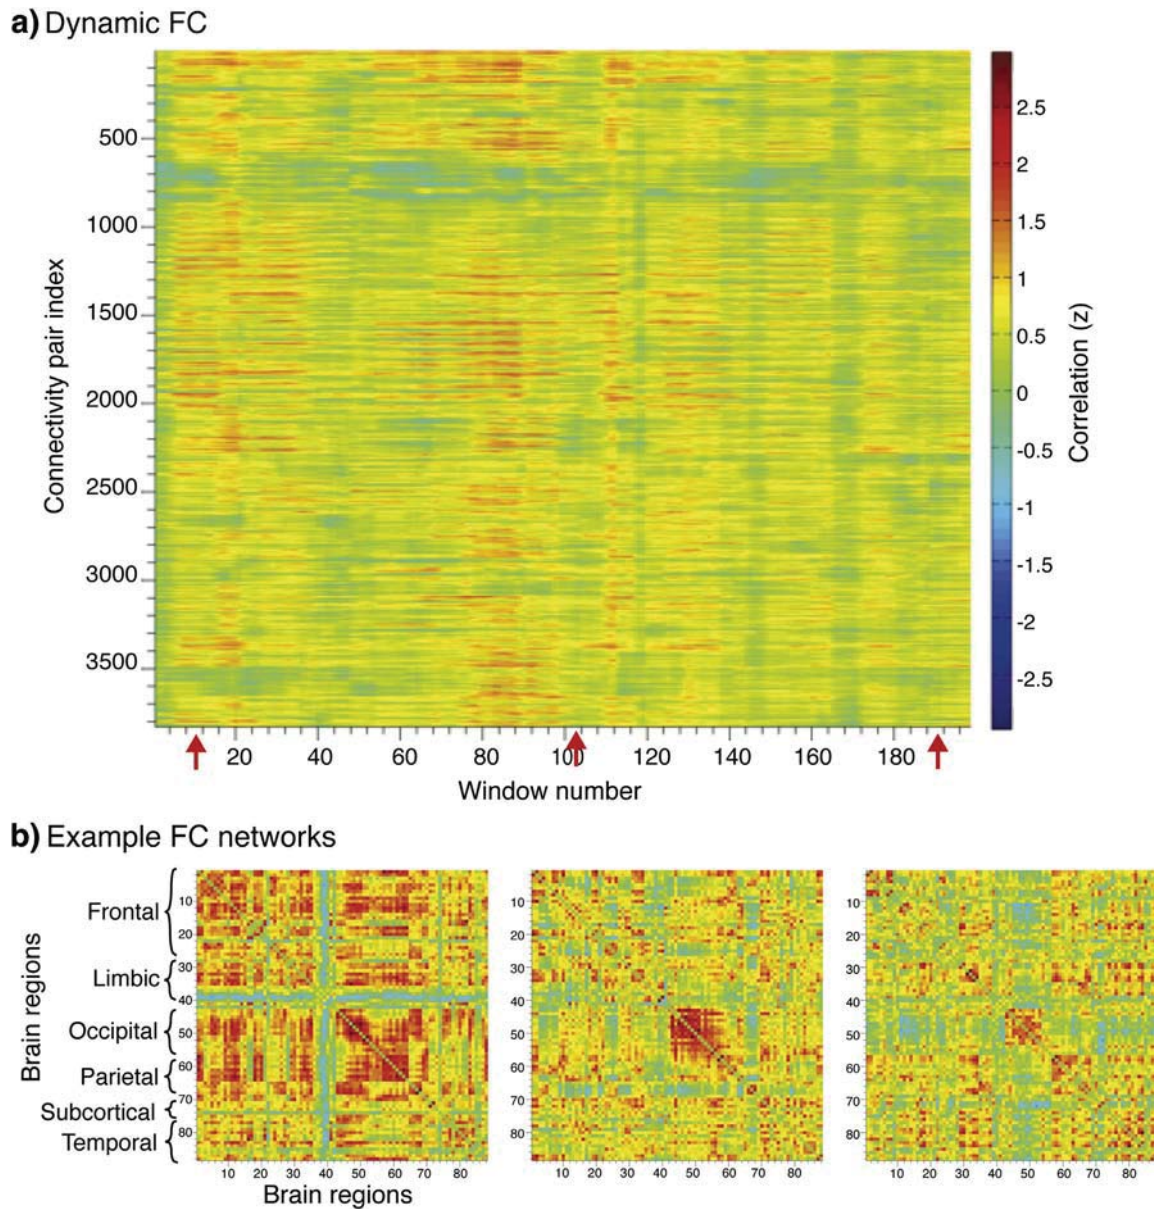 a) Dynamic FC
Connectivity pair index
500
1000
1500
2000
2500
3000
3500
20 40 60 80 100 120 140 160 180
Window number
2.5
2
1.5
1
0.5
0
-0.5
-1
-1.5
-2
-2.5
Correlation (z)
b) Example FC networks
Brain regions
Frontal
Limbic
Occipital
Parietal
Subcortical
Temporal
10
20
30
40
50
60
70
80
10 20 30 40 50 60 70 80
Brain regions
10
20
30
40
50
60
70
80
10 20 30 40 50 60 70 80
10
20
30
40
50
60
70
80
10 20 30 40 50 60 70 80